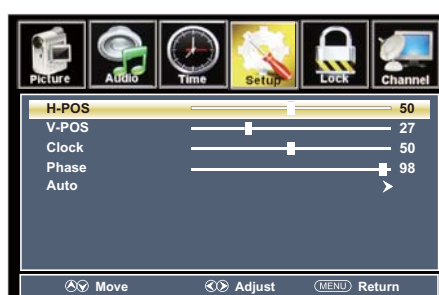 Picture Audio Time Setup Lock Channel
H-POS 50
V-POS 27
Clock 50
Phase 98
Auto
Move Adjust MENU Return